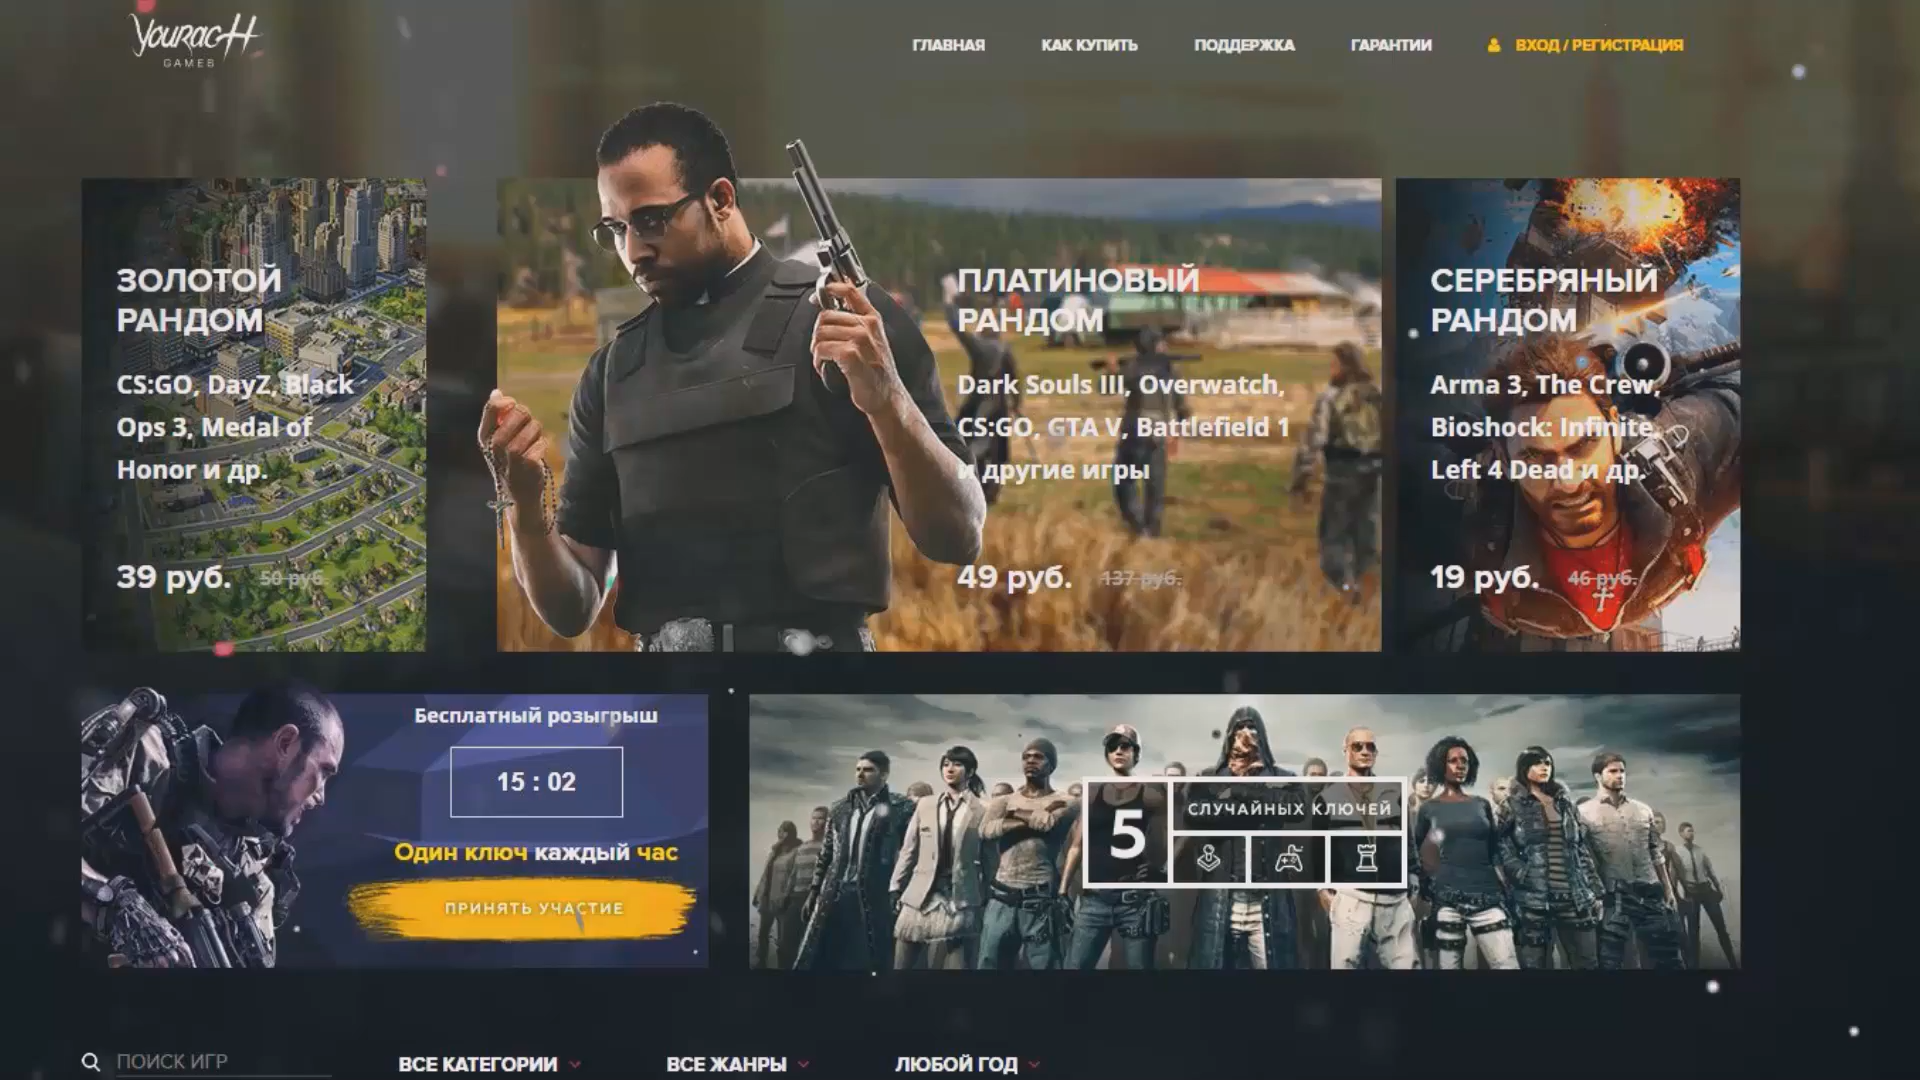 YouracH
GAMES
ГЛАВНАЯ
КАК КУПИТЬ
ПОДДЕРЖКА
ГАРАНТИИ
ВХОД / РЕГИСТРАЦИЯ
ЗОЛОТОЙ
РАНДОМ
CS:GO, DayZ, Black
Ops 3, Medal of
Honor и др.
39 руб. 50 руб.
ПЛАТИНОВЫЙ
РАНДОМ
Dark Souls III, Overwatch,
CS:GO, GTA V, Battlefield 1
и другие игры
49 руб. 137 руб.
СЕРЕБРЯНЫЙ
РАНДОМ
Arma 3, The Crew,
Bioshock: Infinite,
Left 4 Dead и др.
19 руб. 46 руб.
Бесплатный розыгрыш
15 : 02
Один ключ каждый час
ПРИНЯТЬ УЧАСТИЕ
5
СЛУЧАЙНЫХ КЛЮЧЕЙ
ПОИСК ИГР
ВСЕ КАТЕГОРИИ
ВСЕ ЖАНРЫ
ЛЮБОЙ ГОД